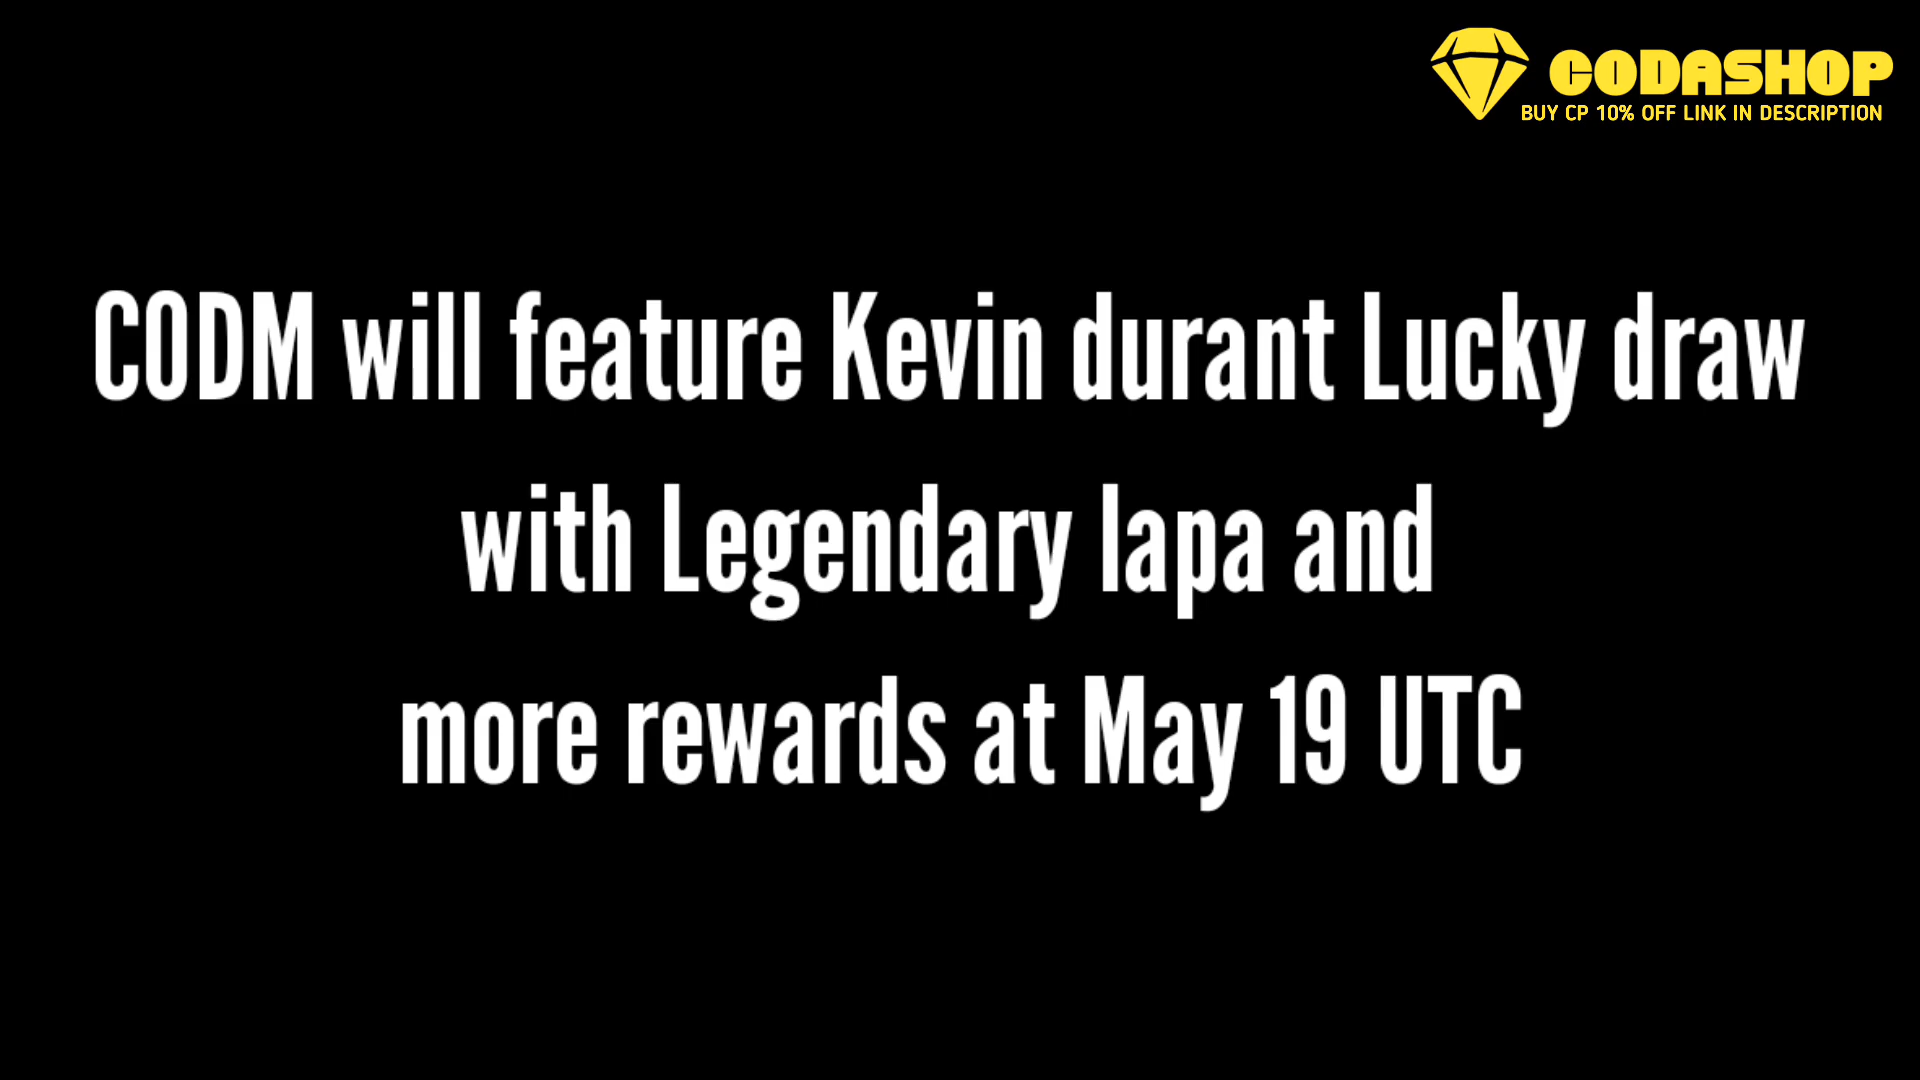 CODASHOP
BUY CP 10% OFF LINK IN DESCRIPTION
CODM will feature Kevin durant Lucky draw
with Legendary lapa and
more rewards at May 19 UTC